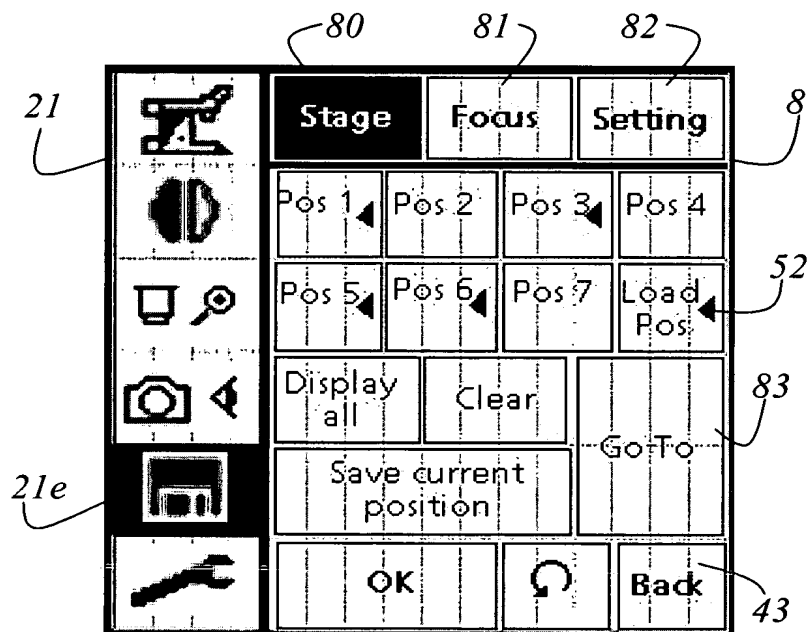 80 81 82
21 8
Stage Focus Setting
Pos 1 Pos 2 Pos 3 Pos 4
Pos 5 Pos 6 Pos 7 Load
Pos
52
Display
all
Clear
Go To
83
Save current
position
21e
OK Back
43